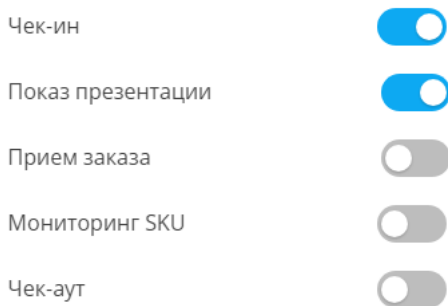 Чек-ин
Показ презентации
Прием заказа
Мониторинг SKU
Чек-аут